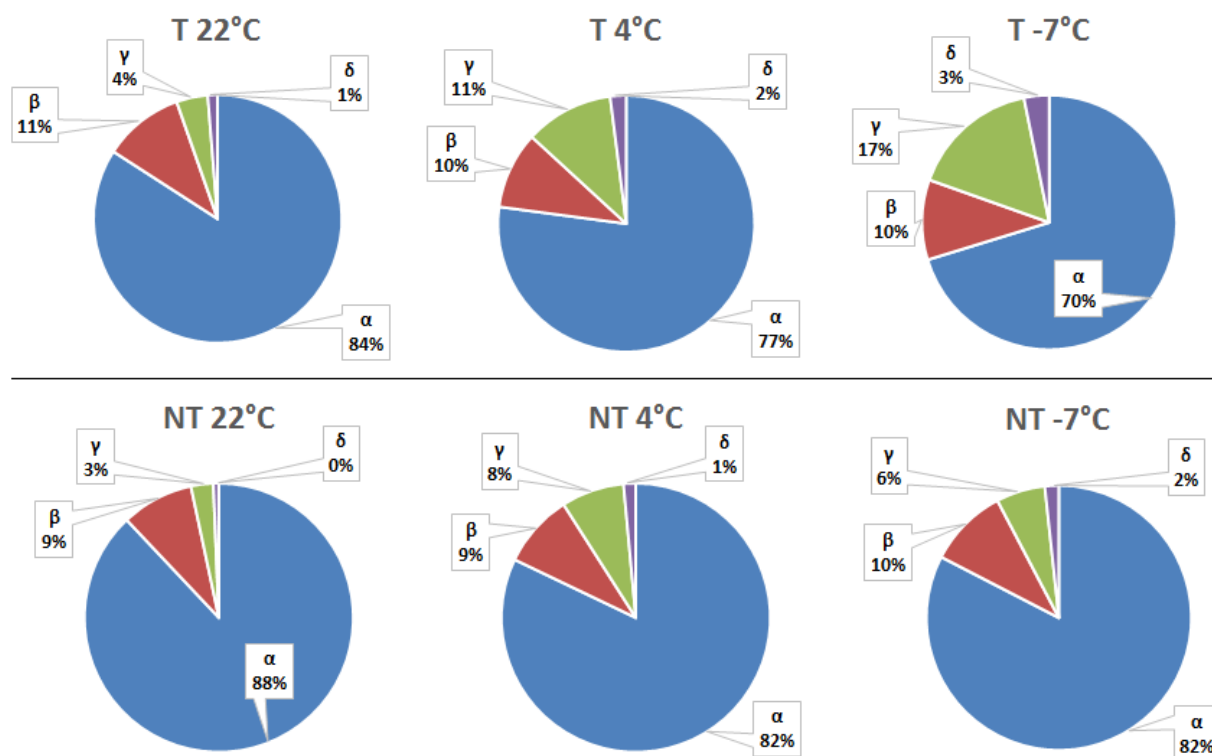 T 22°C
γ
4%
δ
1%
β
11%
α
84%
T 4°C
γ
11%
δ
2%
β
10%
α
77%
T -7°C
δ
3%
γ
17%
β
10%
α
70%
NT 22°C
γ
3%
δ
0%
β
9%
α
88%
NT 4°C
γ
8%
δ
1%
β
9%
α
82%
NT -7°C
γ
6%
δ
2%
β
10%
α
82%